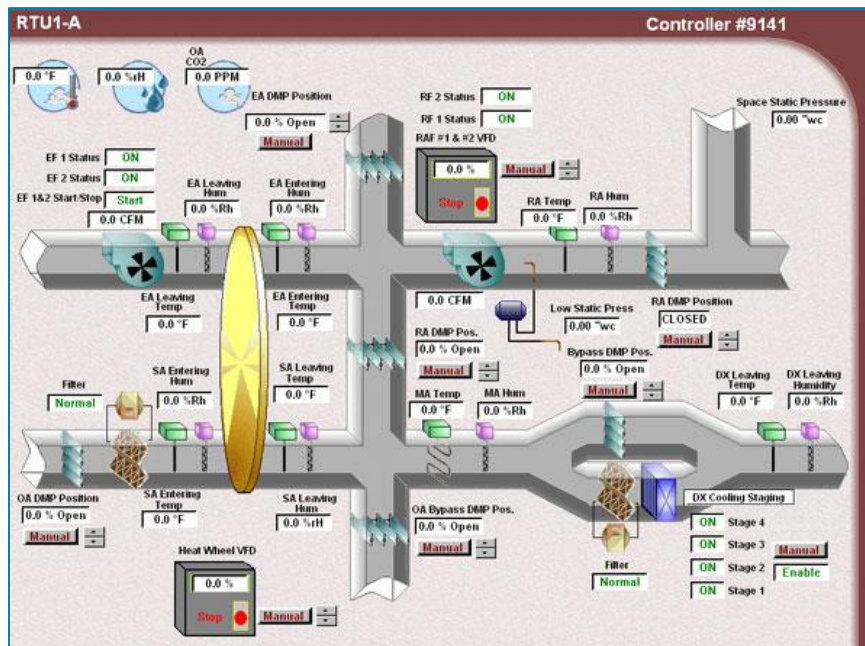 RTU1-A
Controller #9141
OA
CO2
0.0 °F
0.0 %rH
0.0 PPM
EA DMP Position
0.0 % Open
Manual
RF 2 Status ON
RF 1 Status ON
RAF #1 & #2 VFD
0.0 %
Stop
Manual
Space Static Pressure
0.00 "wc
EF 1 Status ON
EF 2 Status ON
EF 1&2 Start/Stop Start
0.0 CFM
EA Leaving
Hum
0.0 %Rh
EA Entering
Hum
0.0 %Rh
RA Temp
0.0 °F
RA Hum
0.0 %Rh
EA Leaving
Temp
0.0 °F
EA Entering
Temp
0.0 °F
0.0 CFM
Low Static Press
0.00 "wc
RA DMP Position
CLOSED
Manual
RA DMP Pos.
0.0 % Open
Manual
Bypass DMP Pos.
0.0 % Open
Manual
Filter
Normal
SA Entering
Hum
0.0 %Rh
SA Leaving
Temp
0.0 °F
MA Temp
0.0 °F
MA Hum
0.0 %Rh
DX Leaving
Temp
0.0 °F
DX Leaving
Humidity
0.0 %Rh
OA DMP Position
0.0 % Open
Manual
SA Entering
Temp
0.0 °F
SA Leaving
Hum
0.0 %rH
OA Bypass DMP Pos.
0.0 % Open
Manual
DX Cooling Staging
ON Stage 4
ON Stage 3
ON Stage 2
ON Stage 1
Manual
Enable
Filter
Normal
Heat Wheel VFD
0.0 %
Stop
Manual